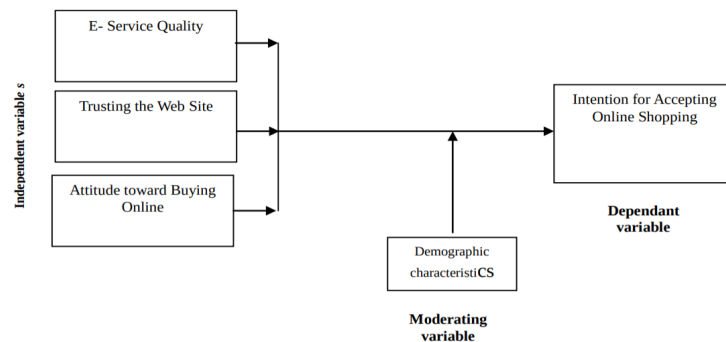 Independent variable s
E- Service Quality
Trusting the Web Site
Attitude toward Buying
Online
Intention for Accepting
Online Shopping
Dependant
variable
Demographic
characteristiCS
Moderating
variable